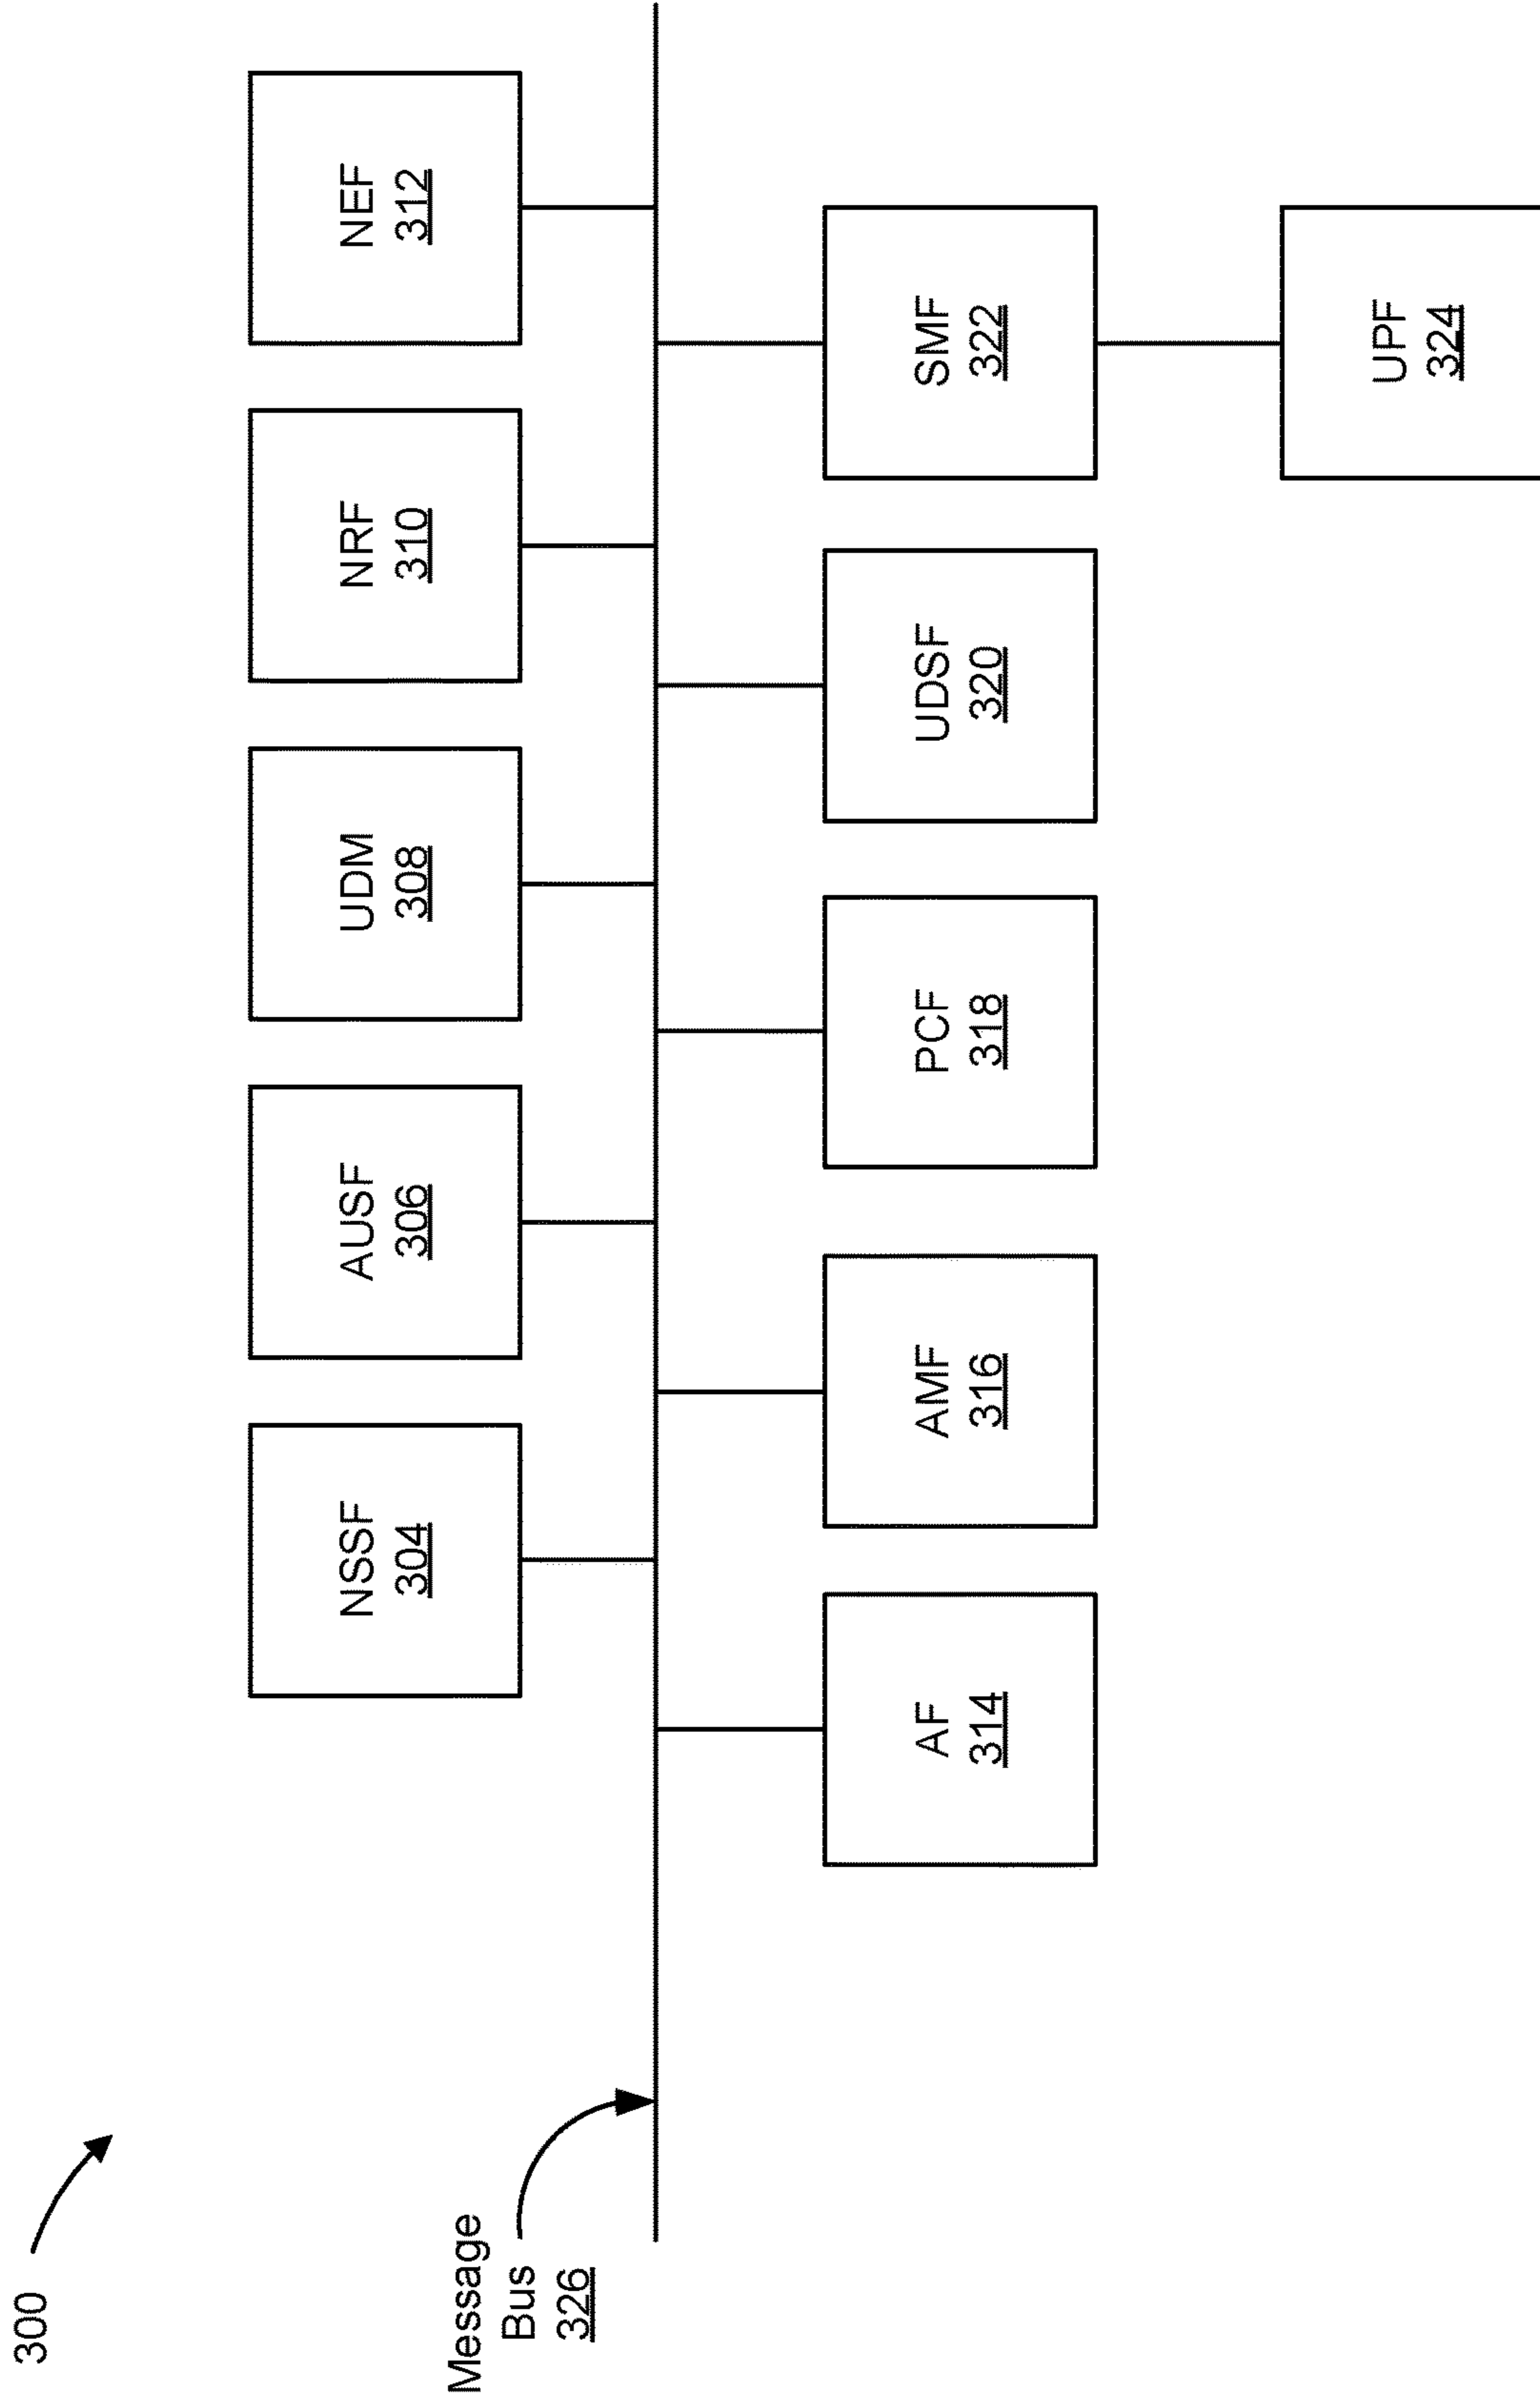 300
NSSF
304
AUSF
306
UDM
308
NRF
310
NEF
312
Message
Bus
326
AF
314
AMF
316
PCF
318
UDSF
320
SMF
322
UPF
324